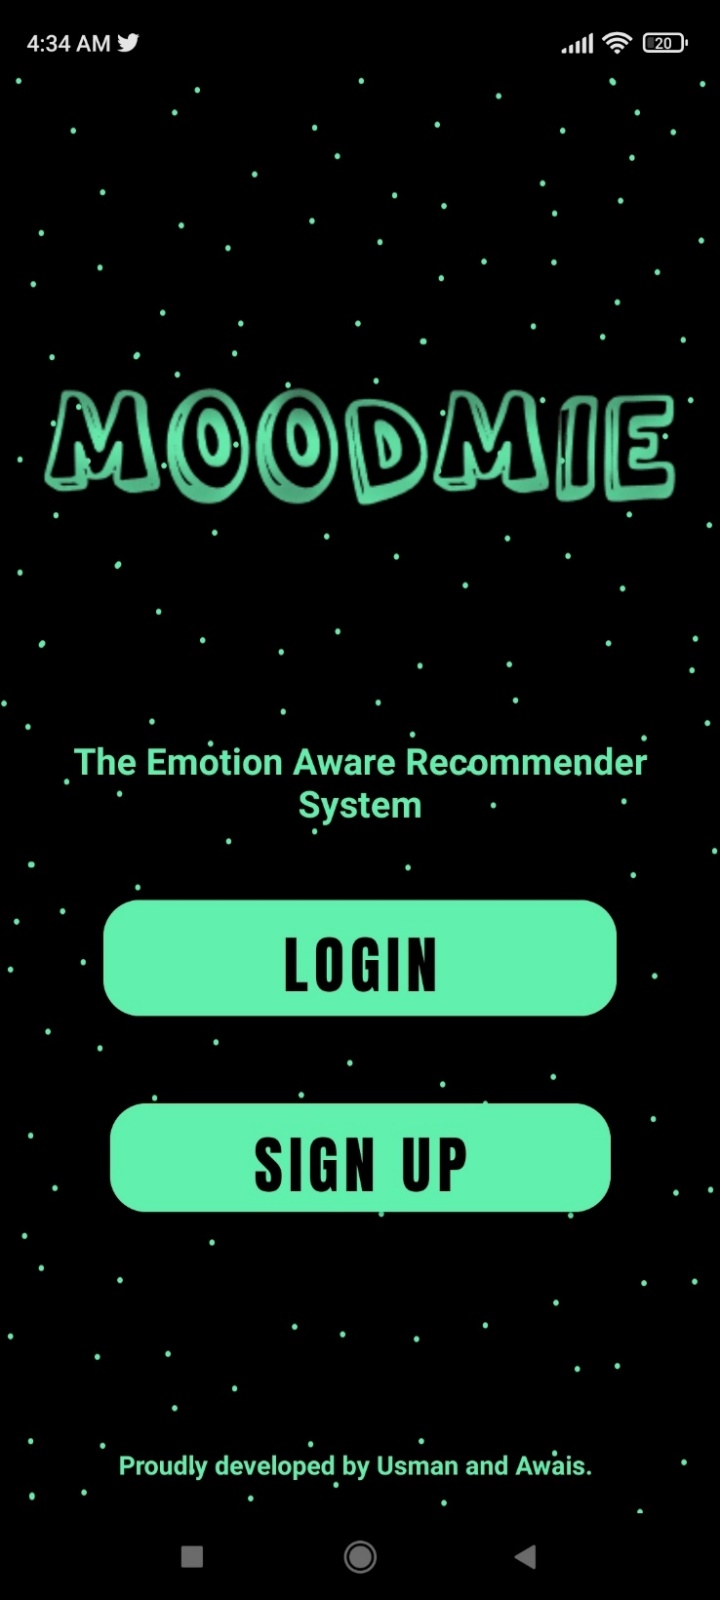 4:34 AM
20
MOODMIE
The Emotion Aware Recommender
System
LOGIN
SIGN UP
Proudly developed by Usman and Awais.